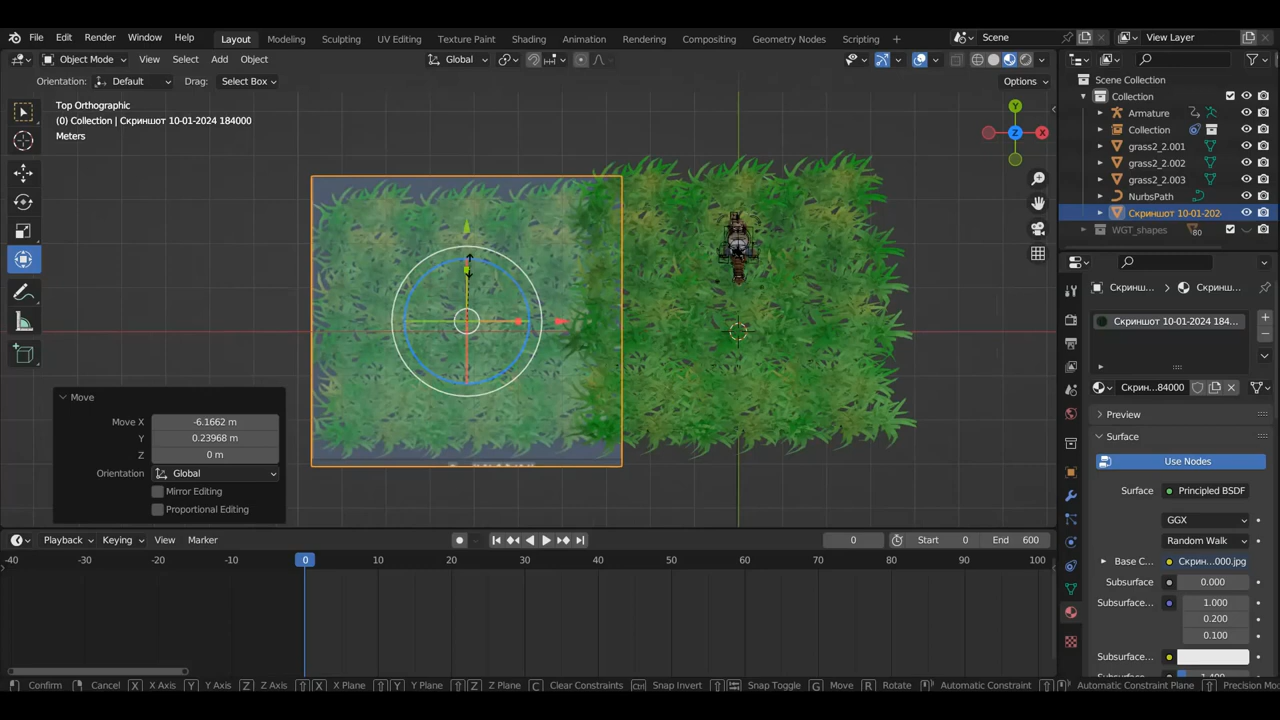 File Edit Render Window Help Layout Modeling Sculpting UV Editing Texture Paint Shading Animation Rendering Compositing Geometry Nodes Scripting + Scene View Layer
Object Mode View Select Add Object Global Options
Orientation: Default Drag: Select Box
Top Orthographic
(0) Collection | Скриншот 10-01-2024 184000
Meters
Y
Z
X
Move
Move X -6.1662 m
Y 0.23968 m
Z 0 m
Orientation Global
Mirror Editing
Proportional Editing
Scene Collection
Collection
Armature
Collection
grass2_2.001
grass2_2.002
grass2_2.003
NurbsPath
Скриншот 10-01-202
WGT_shapes 80
Скринш... Скринш...
Скриншот 10-01-2024 184...
Скрин...84000
Preview
Surface
Use Nodes
Surface Principled BSDF
GGX
Random Walk
Base C... Скрин...000.jpg
Subsurface 0.000
Subsurface... 1.000
0.200
0.100
Subsurface...
Subsurface... 1.400
Playback Keying View Marker 0 Start 0 End 600
-40 -30 -20 -10 0 10 20 30 40 50 60 70 80 90 100
Confirm Cancel X X Axis Y Y Axis Z Z Axis X X Plane Y Y Plane Z Z Plane C Clear Constraints Snap Invert Snap Toggle G Move R Rotate Automatic Constraint Automatic Constraint Plane Precision Mo